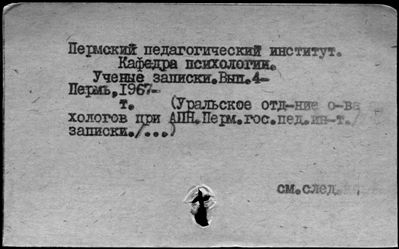 Пермский педагогический институт.
Кафедра психологии.
Ученые записки.Вып.4-
Пермь,1967-
т. (Уральское отд-ние о-ва
хологов при АПН.Перм.гос.пед.ин-т.
записки./...)
см.след.